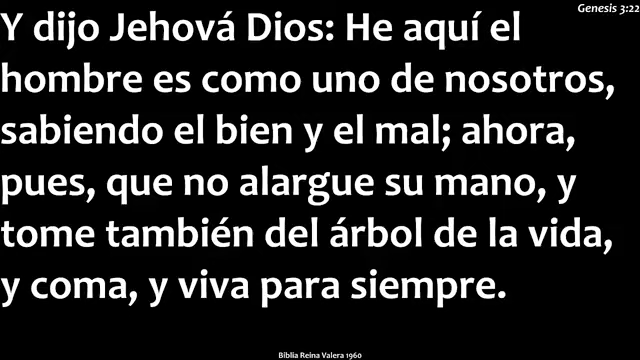 Genesis 3:22
Y dijo Jehová Dios: He aquí el
hombre es como uno de nosotros,
sabiendo el bien y el mal; ahora,
pues, que no alargue su mano, y
tome también del árbol de la vida,
y coma, y viva para siempre.
Biblia Reina Valera 1960